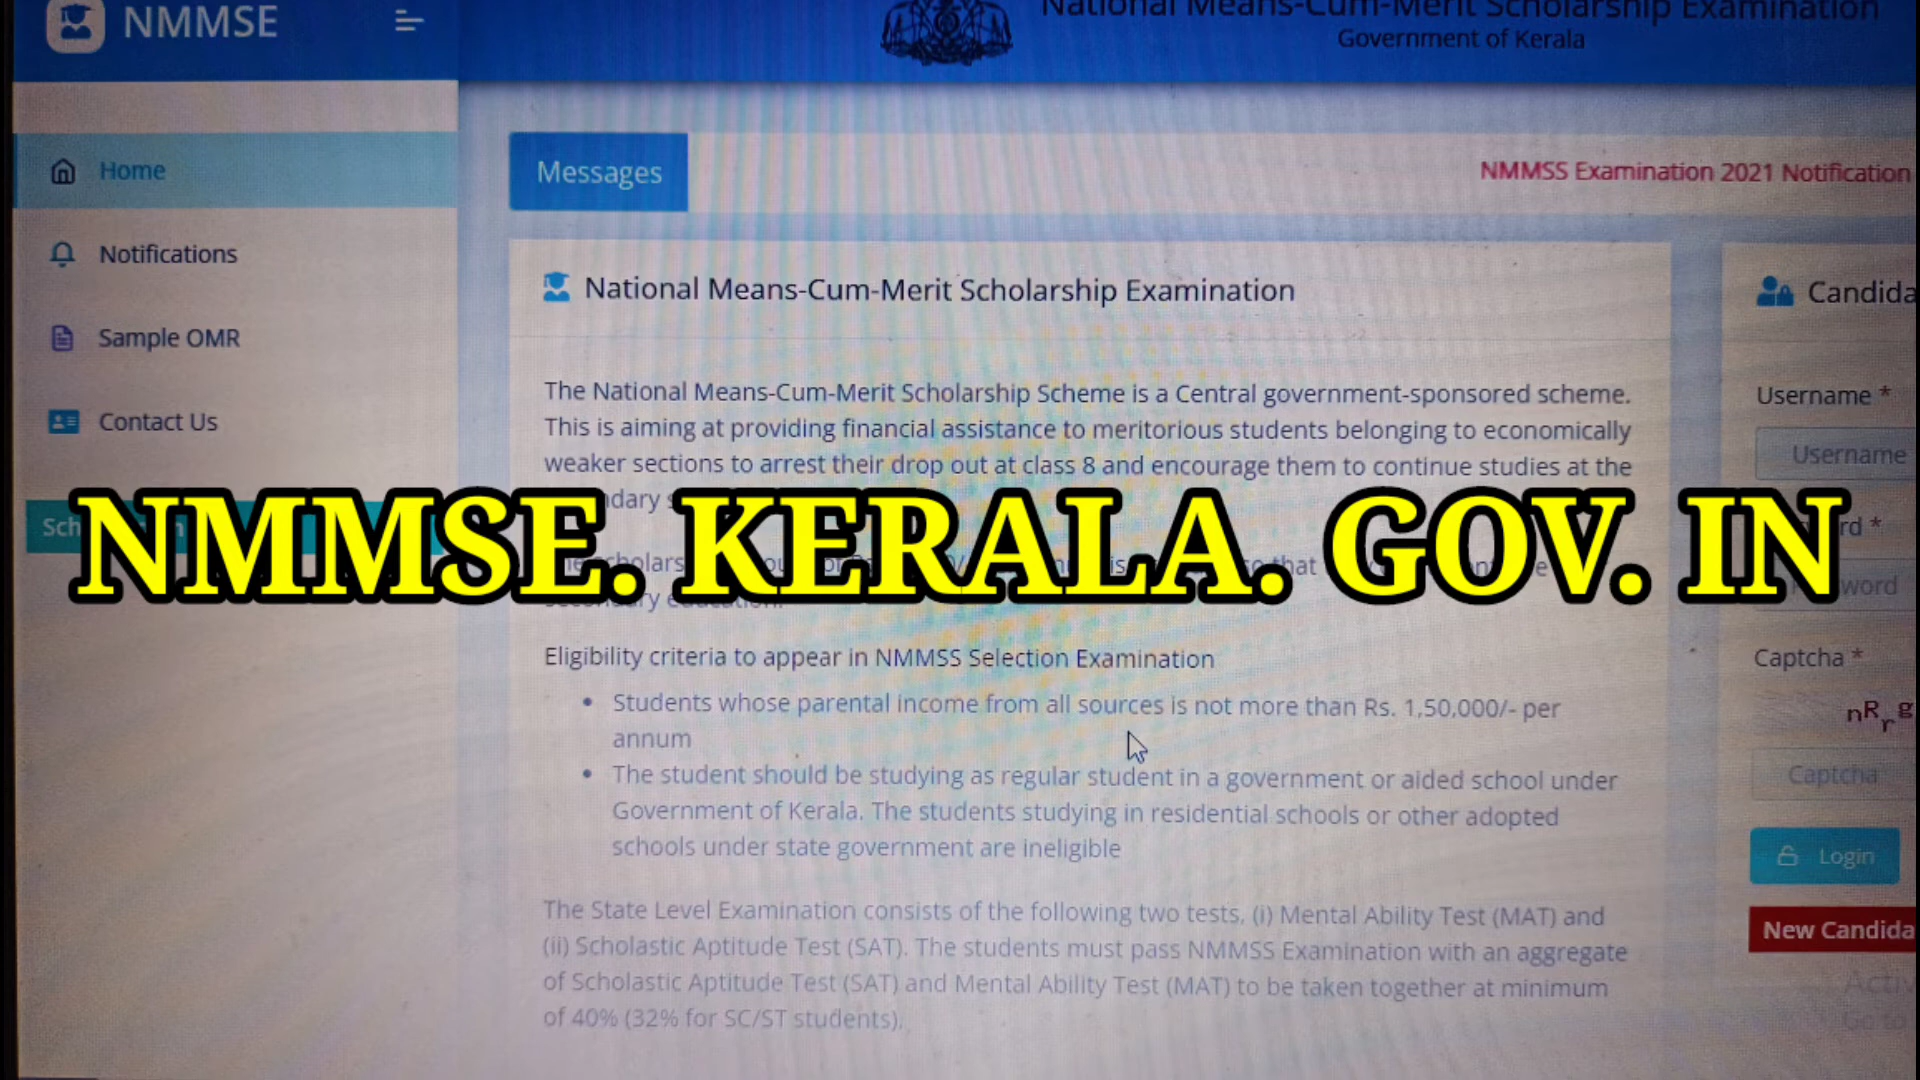 NMMSE
National Means-Cum-Merit Scholarship Examination
Government of Kerala
Home
Notifications
Sample OMR
Contact Us
Messages
NMMSS Examination 2021 Notification
National Means-Cum-Merit Scholarship Examination
The National Means-Cum-Merit Scholarship Scheme is a Central government-sponsored scheme.
This is aiming at providing financial assistance to meritorious students belonging to economically
weaker sections to arrest their drop out at class 8 and encourage them to continue studies at the
NMMSE. KERALA. GOV. IN
that
Eligibility criteria to appear in NMMSS Selection Examination
• Students whose parental income from all sources is not more than Rs. 1,50,000/- per
annum
• The student should be studying as regular student in a government or aided school under
Government of Kerala. The students studying in residential schools or other adopted
schools under state government are ineligible
The State Level Examination consists of the following two tests, (i) Mental Ability Test (MAT) and
(ii) Scholastic Aptitude Test (SAT). The students must pass NMMSS Examination with an aggregate
of Scholastic Aptitude Test (SAT) and Mental Ability Test (MAT) to be taken together at minimum
of 40% (32% for SC/ST students).
Candida
Username *
Username
Captcha *
nRrg
Captcha
Login
New Candida
Go to